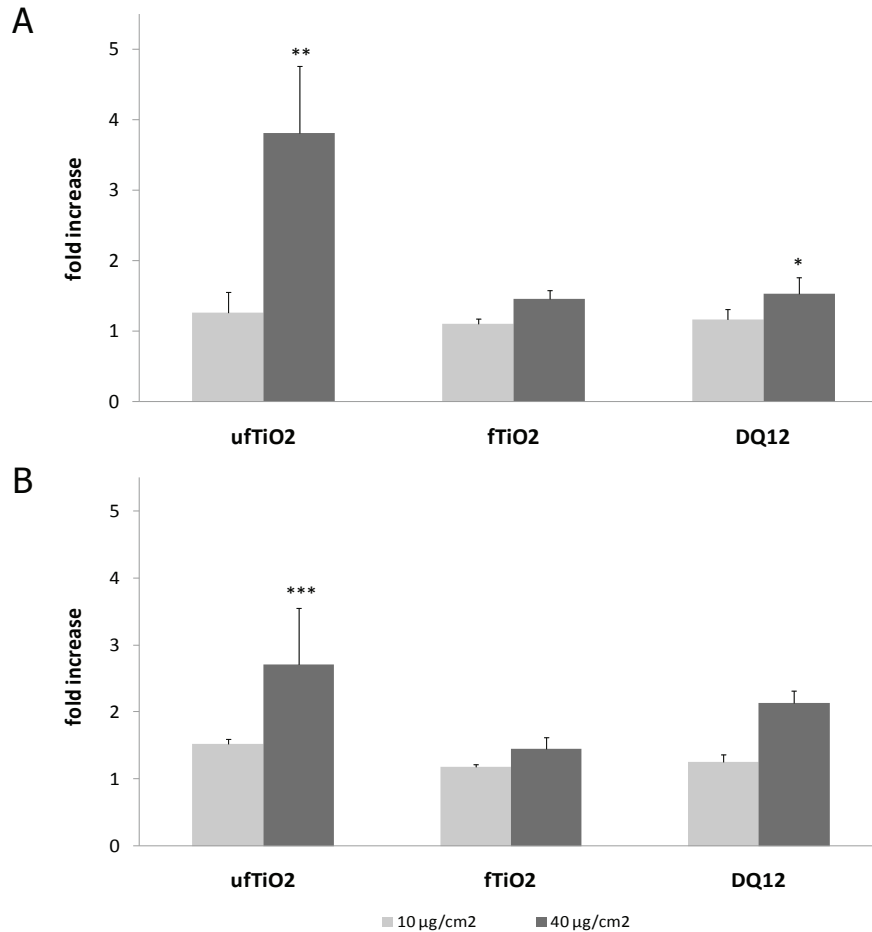 A
fold increase
5
4
3
2
1
0
**
*
ufTiO2 fTiO2 DQ12
B
fold increase
5
4
3
2
1
0
***
ufTiO2 fTiO2 DQ12
10 µg/cm2 40 µg/cm2